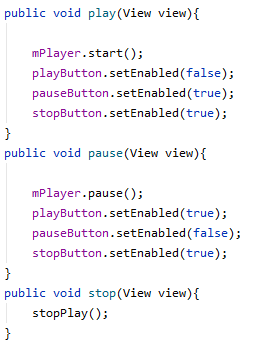 public void play(View view){

    mPlayer.start();
    playButton.setEnabled(false);
    pauseButton.setEnabled(true);
    stopButton.setEnabled(true);
}
public void pause(View view){

    mPlayer.pause();
    playButton.setEnabled(true);
    pauseButton.setEnabled(false);
    stopButton.setEnabled(true);
}
public void stop(View view){
    stopPlay();
}